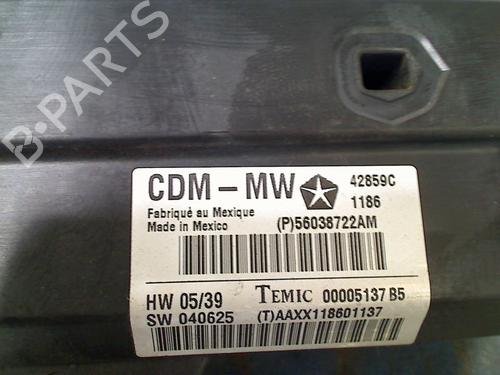 B-PARTS
CDM-MW 42859C
1186
Fabriqué au Mexique
Made in Mexico
(P)56038722AM
HW 05/39 TEMIC 00005137 B5
SW 040625 (T)AAXX118601137